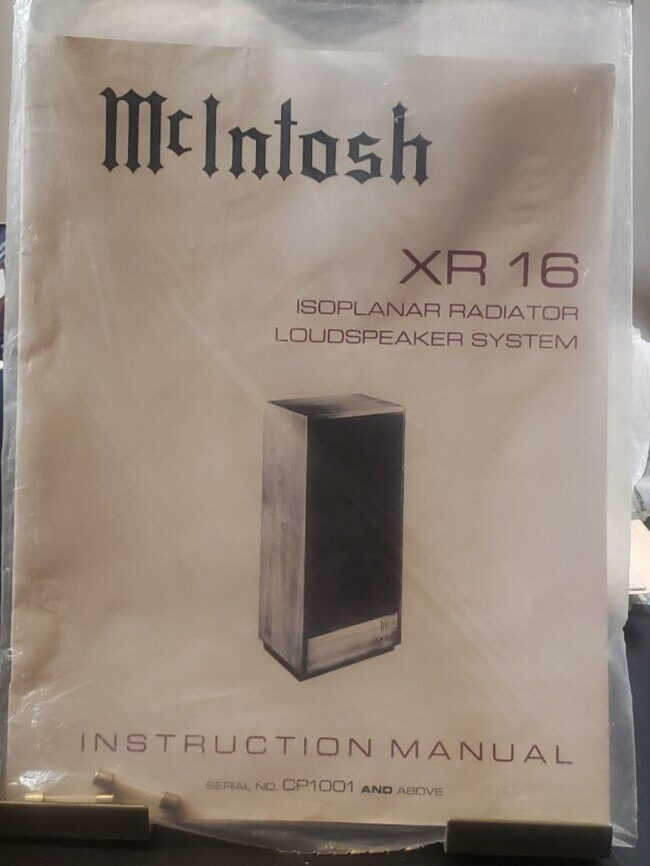 McIntosh
XR 16
ISOPLANAR RADIATOR
LOUDSPEAKER SYSTEM
INSTRUCTION MANUAL
SERIAL NO. CP1001 AND ABOVE